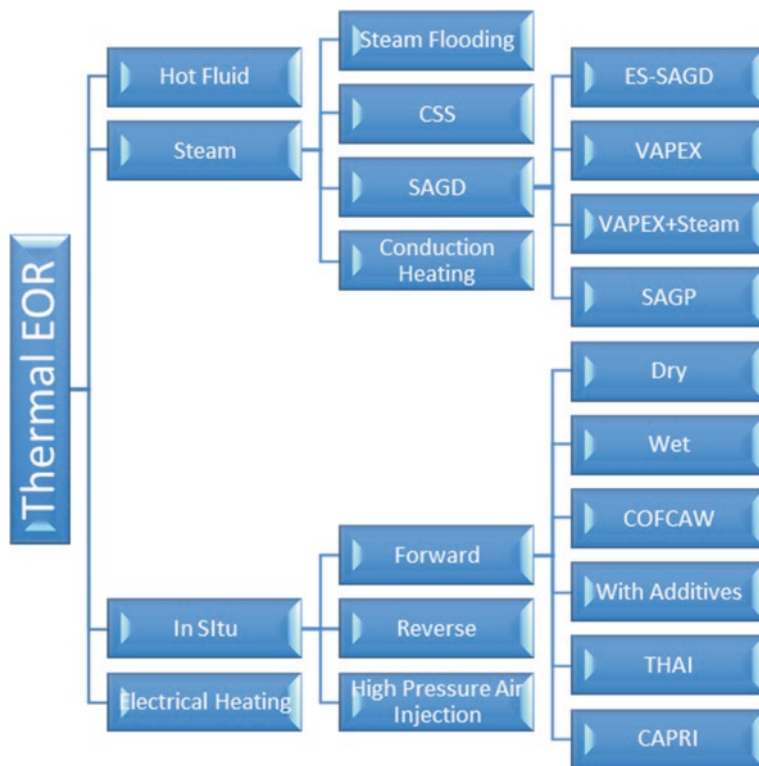 Thermal EOR
Hot Fluid
Steam
Steam Flooding
CSS
SAGD
Conduction
Heating
ES-SAGD
VAPEX
VAPEX+Steam
SAGP
In SItu
Electrical Heating
Forward
Reverse
High Pressure Air
Injection
Dry
Wet
COFCAW
With Additives
THAI
CAPRI